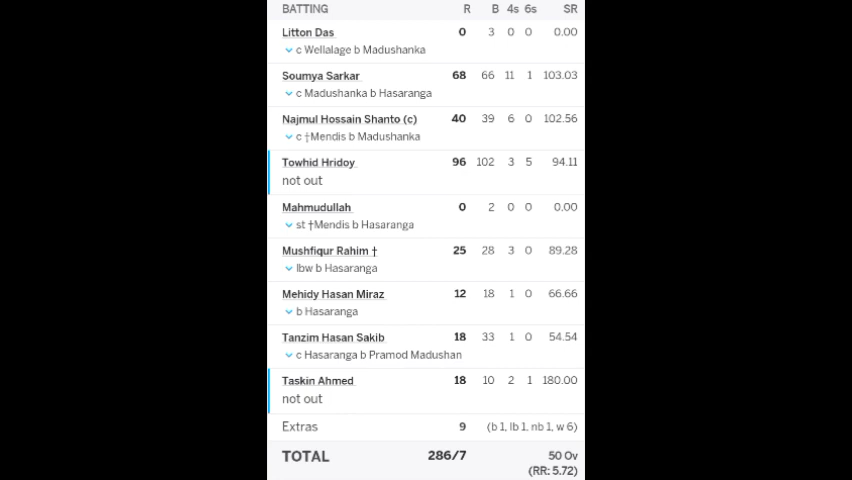 BATTING R B 4s 6s SR
Litton Das 0 3 0 0 0.00
c Wellalage b Madushanka
Soumya Sarkar 68 66 11 1 103.03
c Madushanka b Hasaranga
Najmul Hossain Shanto (c) 40 39 6 0 102.56
c †Mendis b Madushanka
Towhid Hridoy 96 102 3 5 94.11
not out
Mahmudullah 0 2 0 0 0.00
st †Mendis b Hasaranga
Mushfiqur Rahim † 25 28 3 0 89.28
lbw b Hasaranga
Mehidy Hasan Miraz 12 18 1 0 66.66
b Hasaranga
Tanzim Hasan Sakib 18 33 1 0 54.54
c Hasaranga b Pramod Madushan
Taskin Ahmed 18 10 2 1 180.00
not out
Extras 9 (b 1, lb 1, nb 1, w 6)
TOTAL 286/7 50 Ov
(RR: 5.72)